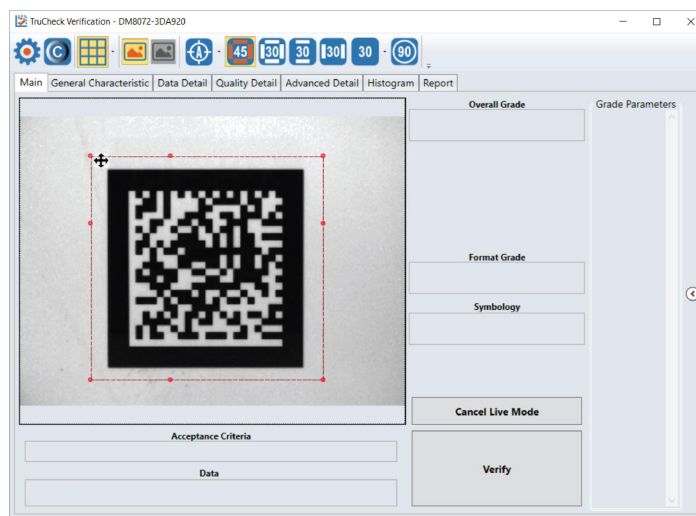 TruCheck Verification - DM8072-3DA920
45 30 30 30 30 90
Main General Characteristic Data Detail Quality Detail Advanced Detail Histogram Report
Overall Grade
Grade Parameters
Format Grade
Symbology
Cancel Live Mode
Acceptance Criteria
Data
Verify